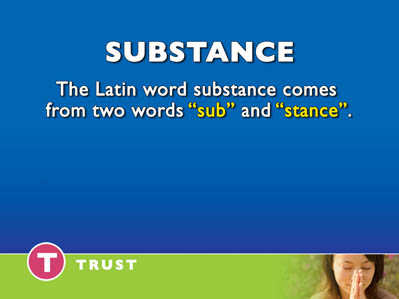 SUBSTANCE
The Latin word substance comes
from two words “sub” and “stance”.
T TRUST